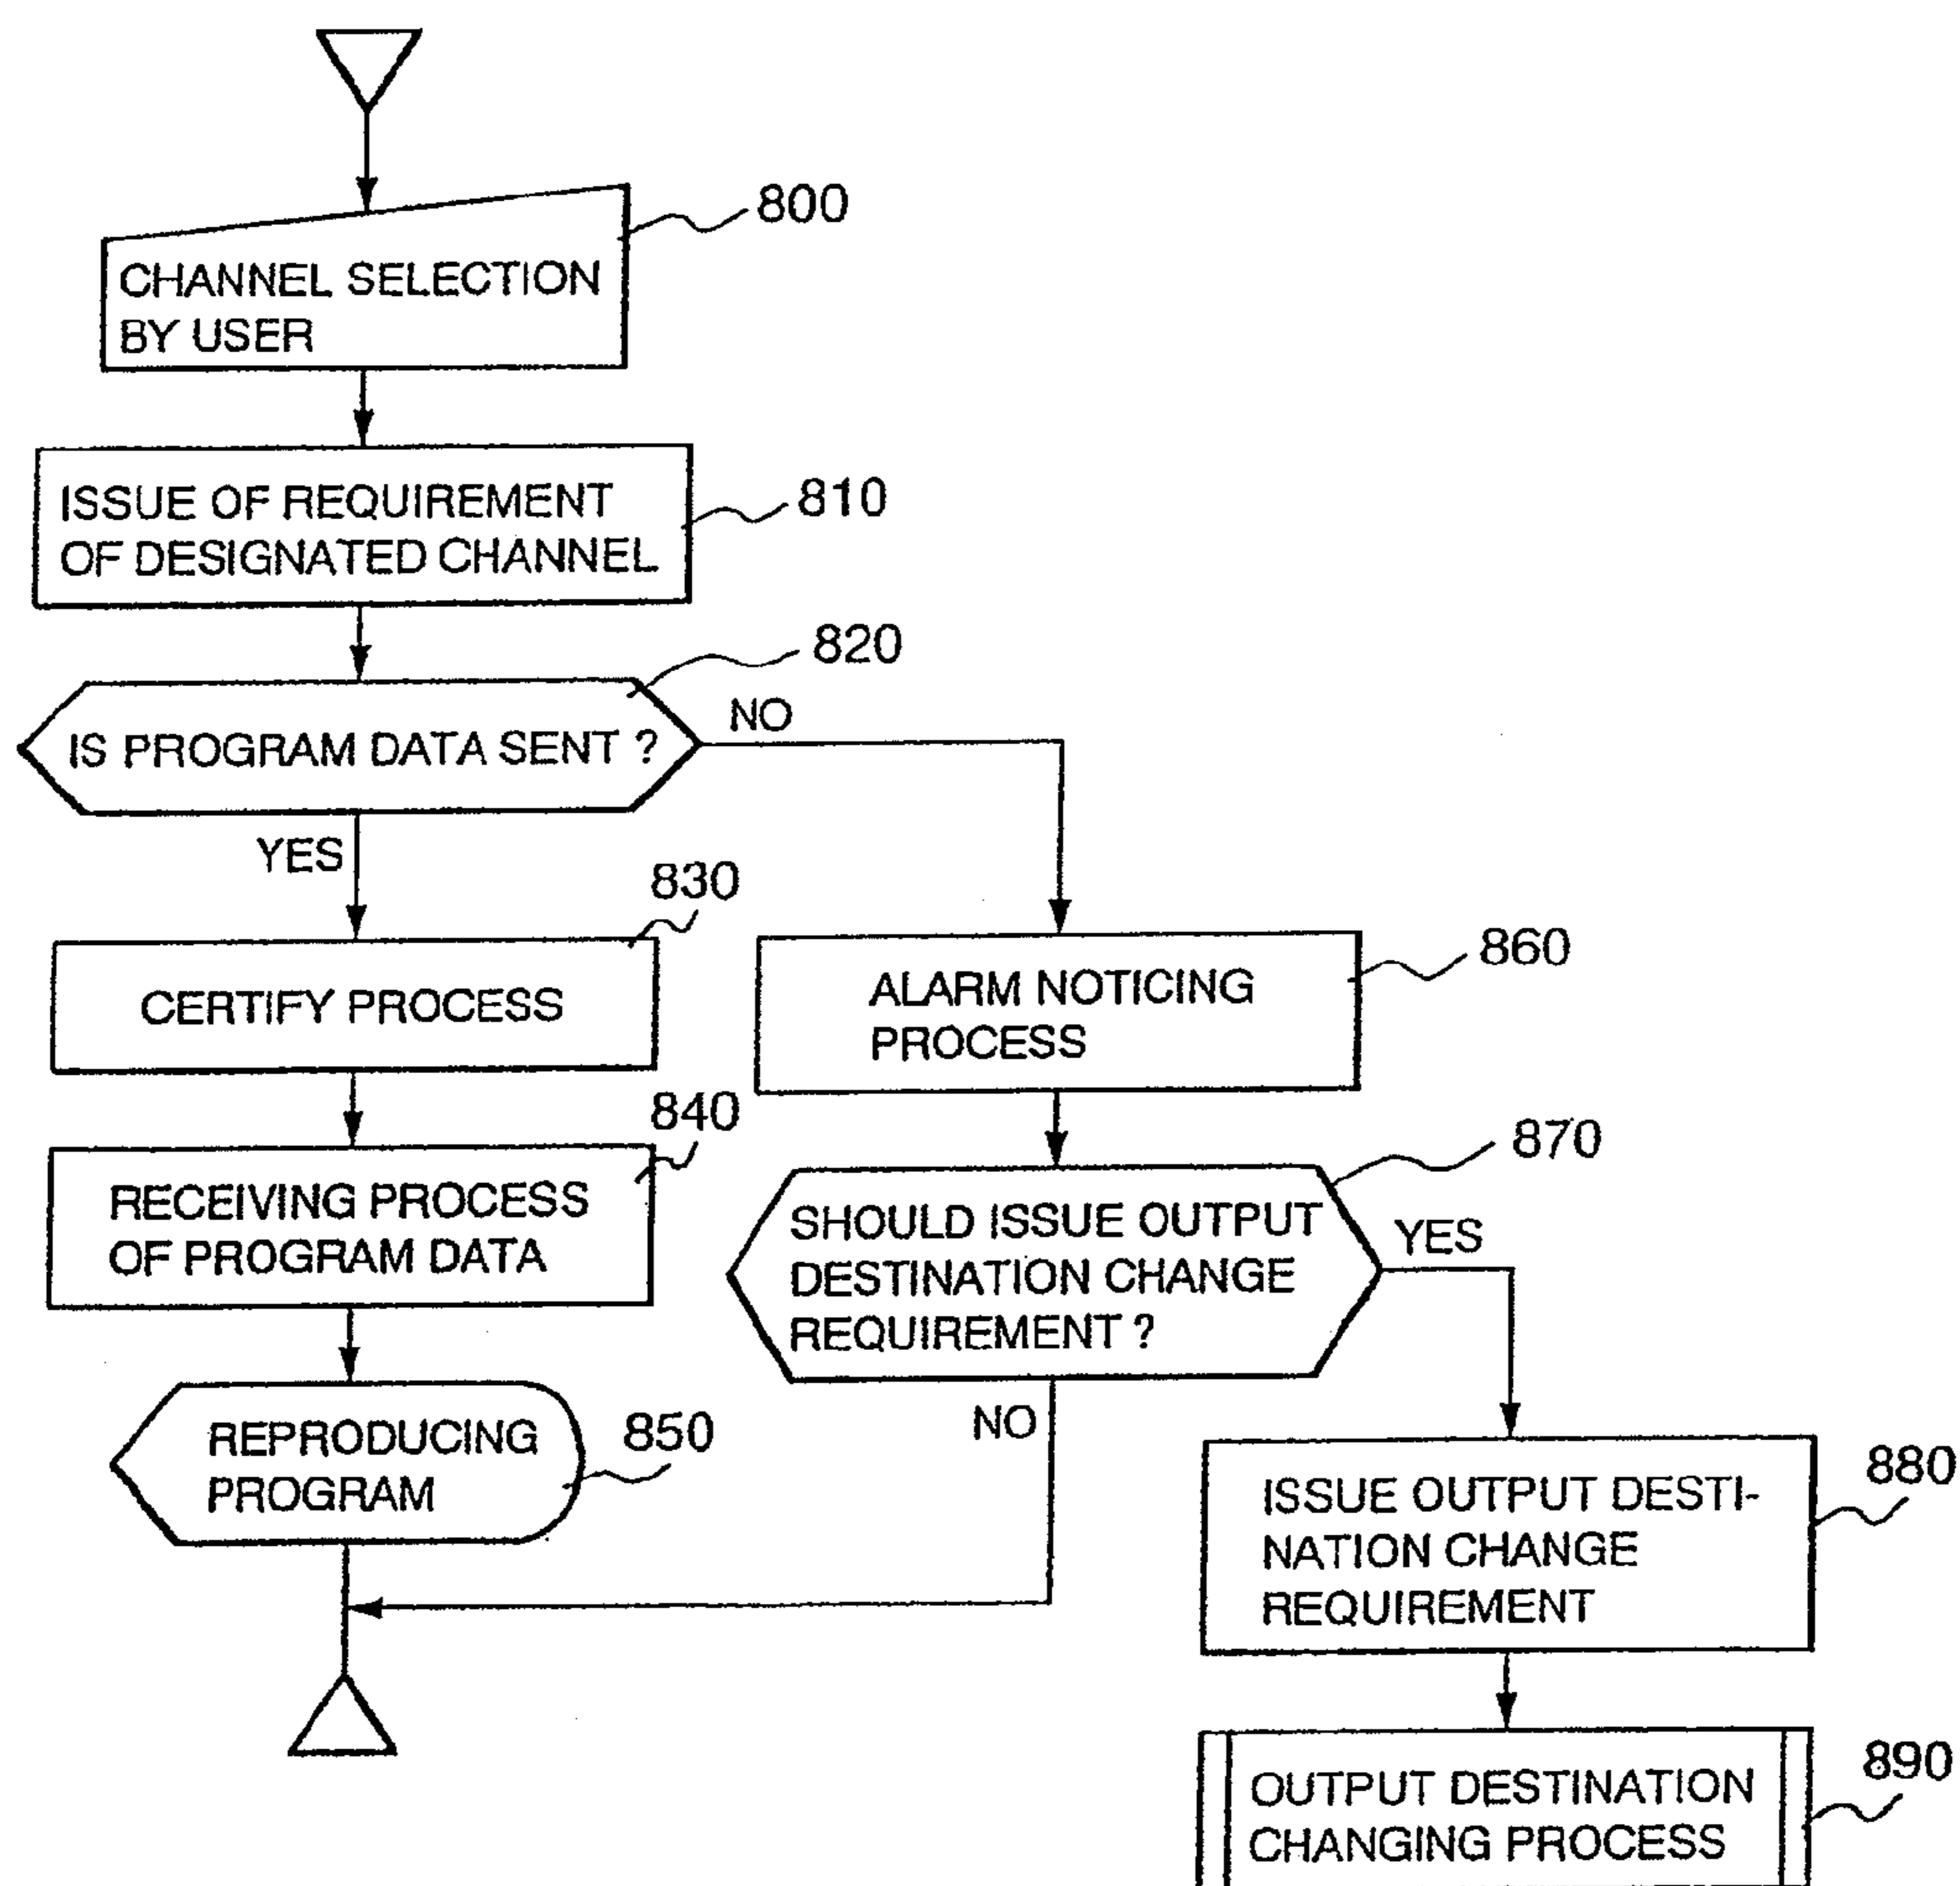 800
CHANNEL SELECTION
BY USER
810
ISSUE OF REQUIREMENT
OF DESIGNATED CHANNEL
820
IS PROGRAM DATA SENT ?
NO
YES
830
CERTIFY PROCESS
860
ALARM NOTICING
PROCESS
840
RECEIVING PROCESS
OF PROGRAM DATA
870
SHOULD ISSUE OUTPUT
DESTINATION CHANGE
REQUIREMENT ?
YES
NO
REPRODUCING
PROGRAM
850
880
ISSUE OUTPUT DESTI-
NATION CHANGE
REQUIREMENT
890
OUTPUT DESTINATION
CHANGING PROCESS